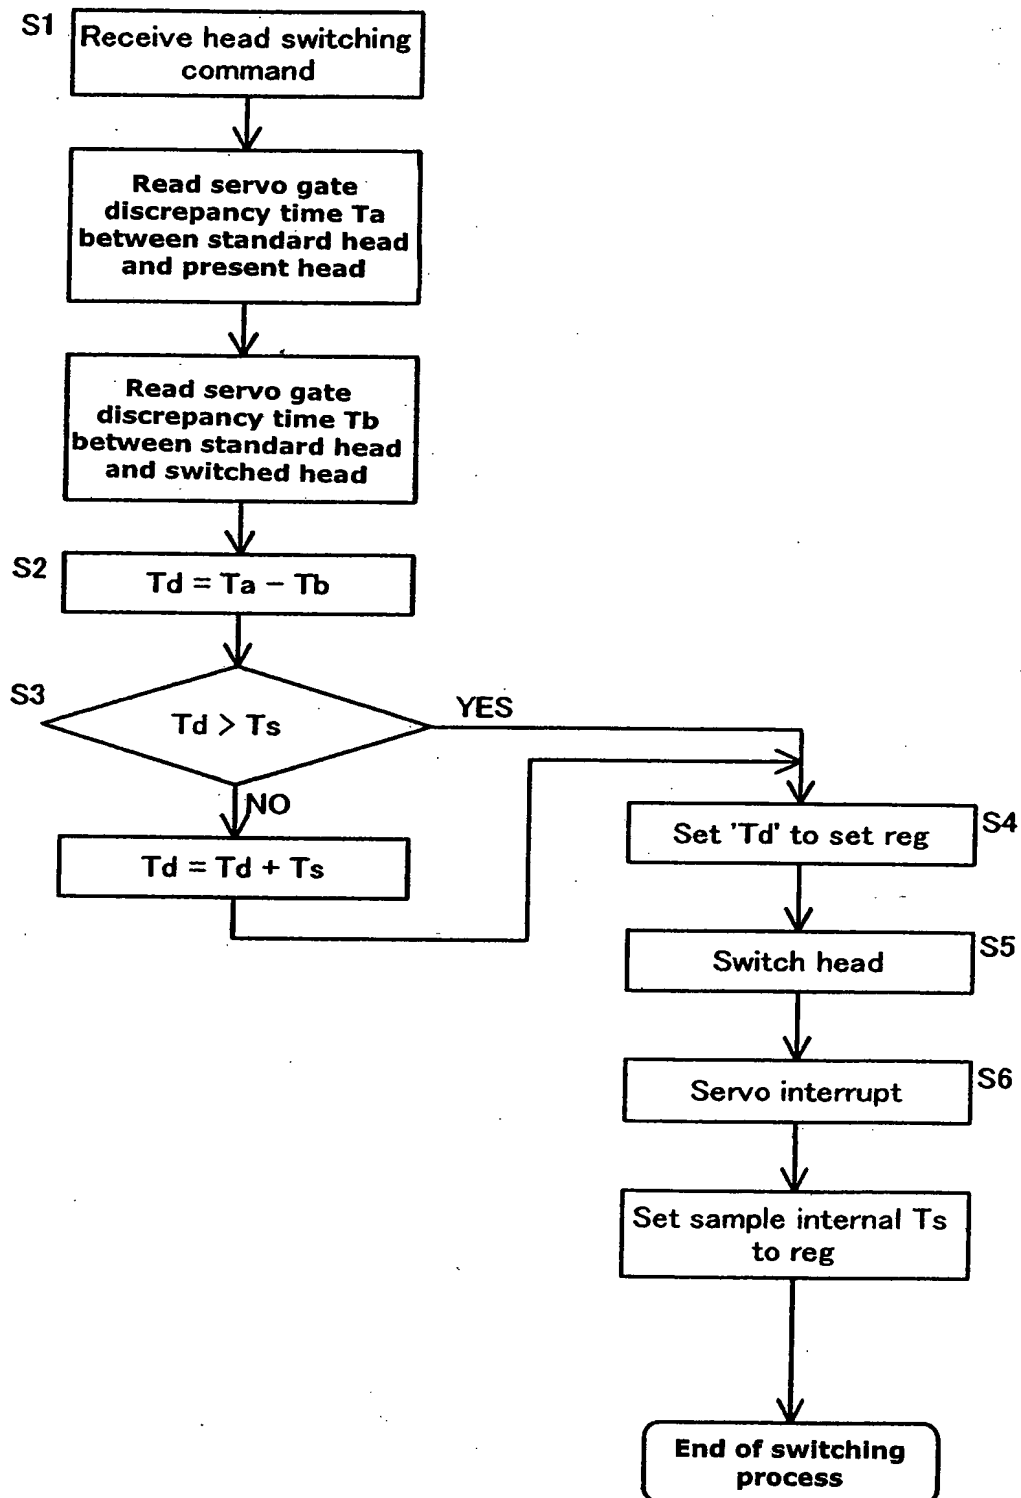 S1
Receive head switching
command
Read servo gate
discrepancy time Ta
between standard head
and present head
Read servo gate
discrepancy time Tb
between standard head
and switched head
S2
Td = Ta – Tb
S3
Td > Ts
YES
NO
Td = Td + Ts
Set 'Td' to set reg
S4
Switch head
S5
Servo interrupt
S6
Set sample internal Ts
to reg
End of switching
process